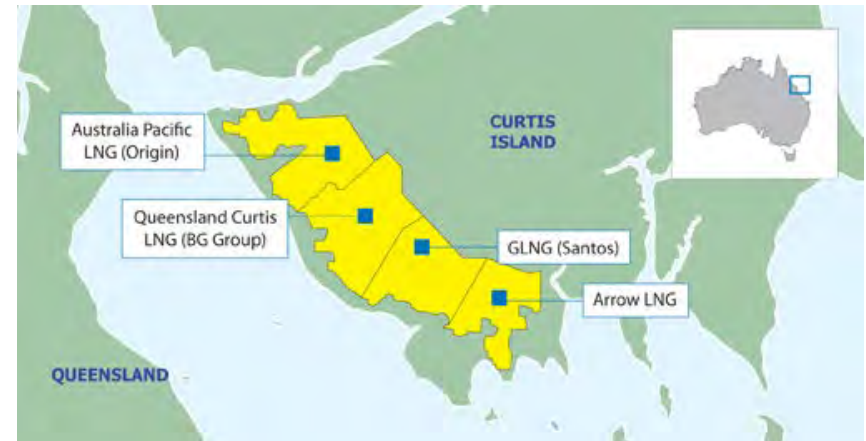 Australia Pacific
LNG (Origin)
CURTIS
ISLAND
Queensland Curtis
LNG (BG Group)
GLNG (Santos)
Arrow LNG
QUEENSLAND